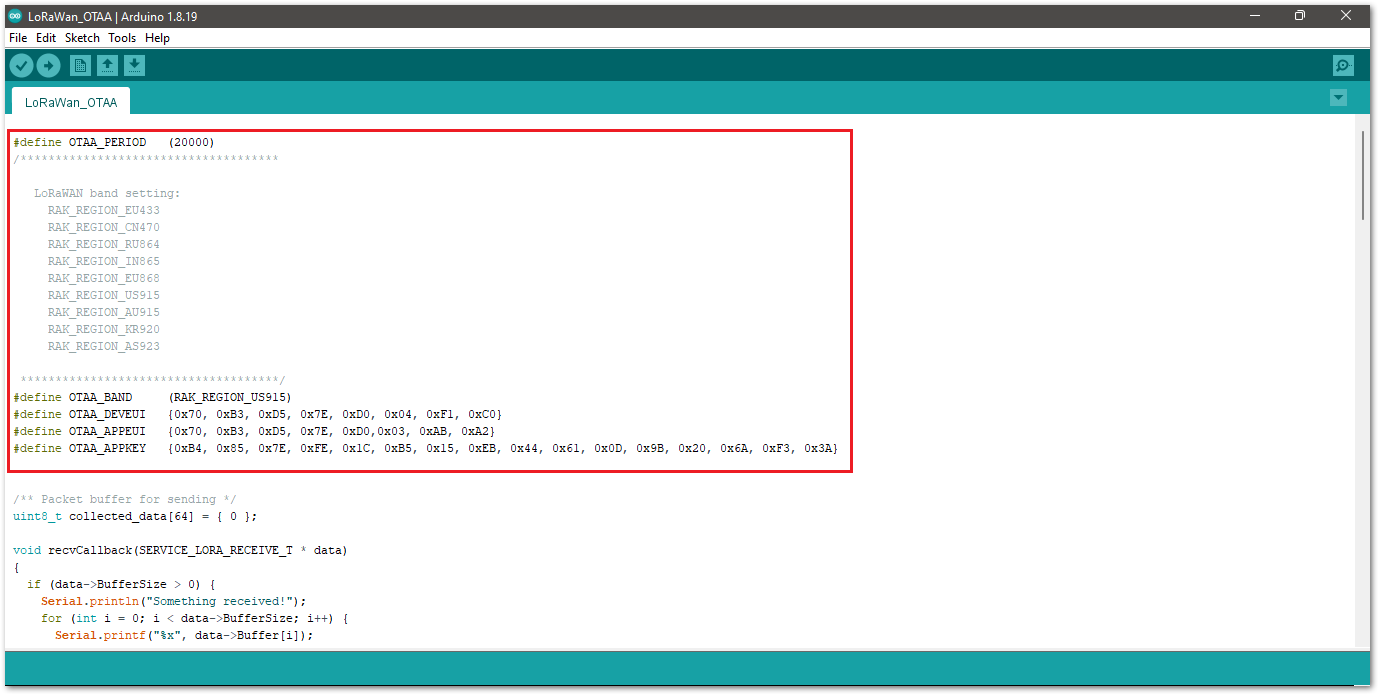 LoRaWan_OTAA | Arduino 1.8.19
File Edit Sketch Tools Help
LoRaWan_OTAA
#define OTAA_PERIOD   (20000)
/*************************************
   LoRaWAN band setting:
     RAK_REGION_EU433
     RAK_REGION_CN470
     RAK_REGION_RU864
     RAK_REGION_IN865
     RAK_REGION_EU868
     RAK_REGION_US915
     RAK_REGION_AU915
     RAK_REGION_KR920
     RAK_REGION_AS923
 *************************************/
#define OTAA_BAND     (RAK_REGION_US915)
#define OTAA_DEVEUI   {0x70, 0xB3, 0xD5, 0x7E, 0xD0, 0x04, 0xF1, 0xC0}
#define OTAA_APPEUI   {0x70, 0xB3, 0xD5, 0x7E, 0xD0,0x03, 0xAB, 0xA2}
#define OTAA_APPKEY   {0xB4, 0x85, 0x7E, 0xFE, 0x1C, 0xB5, 0x15, 0xEB, 0x44, 0x61, 0x0D, 0x9B, 0x20, 0x6A, 0xF3, 0x3A}
/** Packet buffer for sending */
uint8_t collected_data[64] = { 0 };
void recvCallback(SERVICE_LORA_RECEIVE_T * data)
{
  if (data->BufferSize > 0) {
    Serial.println("Something received!");
    for (int i = 0; i < data->BufferSize; i++) {
      Serial.printf("%x", data->Buffer[i]);